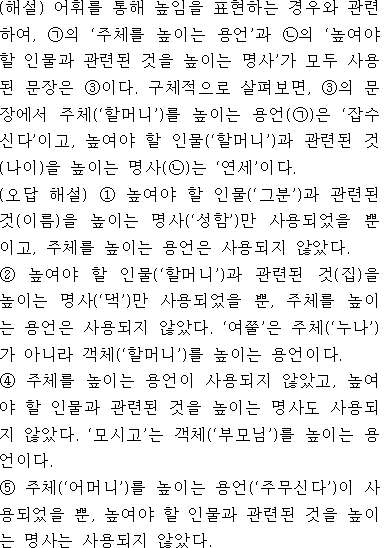 (해설) 어휘를 통해 높임을 표현하는 경우와 관련
하여, ㉠의 ‘주체를 높이는 용언’과 ㉡의 ‘높여야
할 인물과 관련된 것을 높이는 명사’가 모두 사용
된 문장은 ③이다. 구체적으로 살펴보면, ③의 문
장에서 주체(‘할머니’)를 높이는 용언(㉠)은 ‘잡수
신다’이고, 높여야 할 인물(‘할머니’)과 관련된 것
(나이)을 높이는 명사(㉡)는 ‘연세’이다.
(오답 해설) ① 높여야 할 인물(‘그분’)과 관련된
것(이름)을 높이는 명사(‘성함’)만 사용되었을 뿐
이고, 주체를 높이는 용언은 사용되지 않았다.
② 높여야 할 인물(‘할머니’)과 관련된 것(집)을
높이는 명사(‘댁’)만 사용되었을 뿐, 주체를 높이
는 용언은 사용되지 않았다. ‘여쭐’은 주체(‘누나’)
가 아니라 객체(‘할머니’)를 높이는 용언이다.
④ 주체를 높이는 용언이 사용되지 않았고, 높여
야 할 인물과 관련된 것을 높이는 명사도 사용되
지 않았다. ‘모시고’는 객체(‘부모님’)를 높이는 용
언이다.
⑤ 주체(‘어머니’)를 높이는 용언(‘주무신다’)이 사
용되었을 뿐, 높여야 할 인물과 관련된 것을 높이
는 명사는 사용되지 않았다.